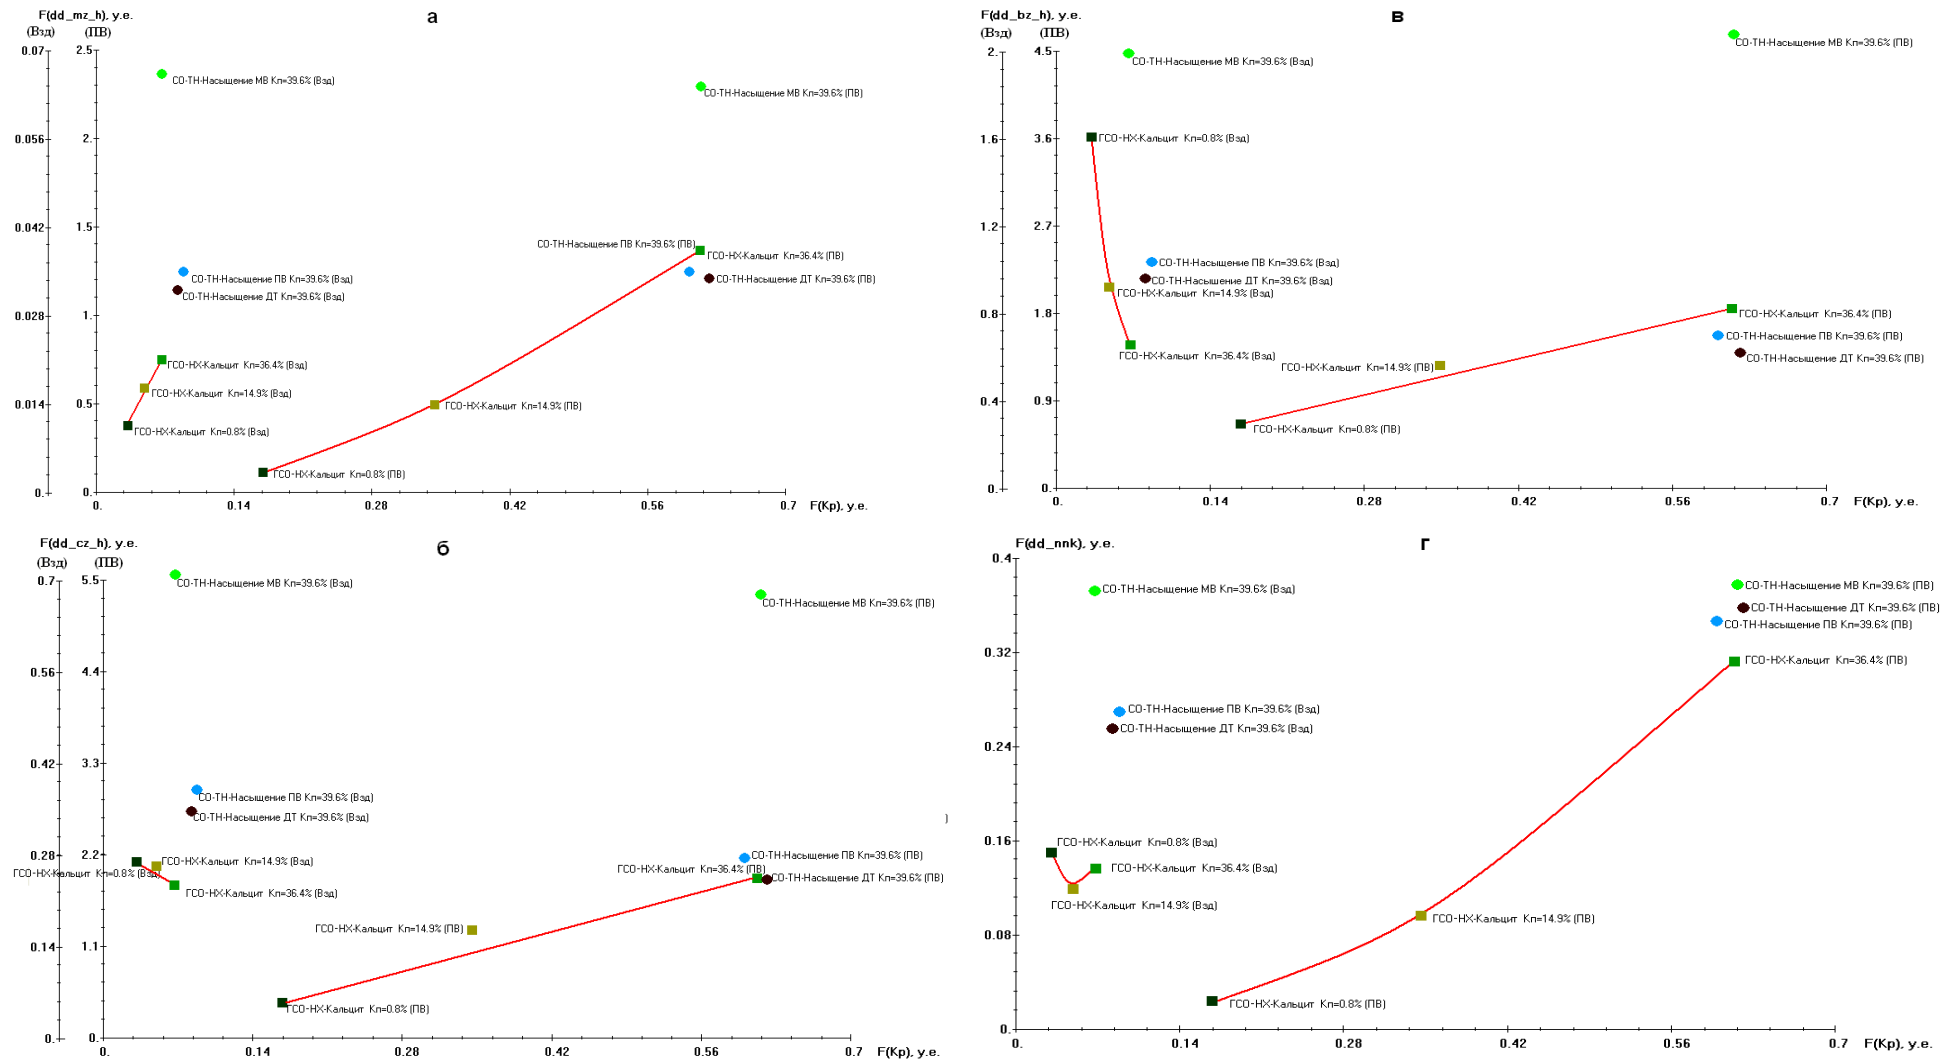 F(dd_mz_h), у.е.
а
(Взд)
(ПВ)
0.07
2.5
СО-ТН-Насыщение МВ Кп=39.6% (Взд)
СО-ТН-Насыщение МВ Кп=39.6% (ПВ)
0.056
2.
0.042
1.5
СО-ТН-Насыщение ПВ Кп=39.6% (ПВ)
ГСО-НХ-Кальцит Кп=36.4% (ПВ)
СО-ТН-Насыщение ПВ Кп=39.6% (Взд)
СО-ТН-Насыщение ДТ Кп=39.6% (ПВ)
СО-ТН-Насыщение ДТ Кп=39.6% (Взд)
0.028
1.
ГСО-НХ-Кальцит Кп=36.4% (Взд)
ГСО-НХ-Кальцит Кп=14.9% (Взд)
0.014
0.5
ГСО-НХ-Кальцит Кп=14.9% (ПВ)
ГСО-НХ-Кальцит Кп=0.8% (Взд)
ГСО-НХ-Кальцит Кп=0.8% (ПВ)
0.
0.
0.
0.14
0.28
0.42
0.56
0.7
F(Kp), у.е.
F(dd_bz_h), у.е.
в
(Взд)
(ПВ)
2.
4.5
СО-ТН-Насыщение МВ Кп=39.6% (ПВ)
СО-ТН-Насыщение МВ Кп=39.6% (Взд)
1.6
3.6
ГСО-НХ-Кальцит Кп=0.8% (Взд)
1.2
2.7
СО-ТН-Насыщение ПВ Кп=39.6% (Взд)
СО-ТН-Насыщение ДТ Кп=39.6% (Взд)
ГСО-НХ-Кальцит Кп=14.9% (Взд)
0.8
1.8
ГСО-НХ-Кальцит Кп=36.4% (ПВ)
СО-ТН-Насыщение ПВ Кп=39.6% (ПВ)
ГСО-НХ-Кальцит Кп=36.4% (Взд)
СО-ТН-Насыщение ДТ Кп=39.6% (ПВ)
ГСО-НХ-Кальцит Кп=14.9% (ПВ)
0.4
0.9
ГСО-НХ-Кальцит Кп=0.8% (ПВ)
0.
0.
0.
0.14
0.28
0.42
0.56
0.7
F(Kp), у.е.
F(dd_cz_h), у.е.
б
(Взд)
(ПВ)
0.7
5.5
СО-ТН-Насыщение МВ Кп=39.6% (Взд)
СО-ТН-Насыщение МВ Кп=39.6% (ПВ)
0.56
4.4
0.42
3.3
СО-ТН-Насыщение ПВ Кп=39.6% (Взд)
СО-ТН-Насыщение ДТ Кп=39.6% (Взд)
)
0.28
2.2
ГСО-НХ-Кальцит Кп=14.9% (Взд)
СО-ТН-Насыщение ПВ Кп=39.6% (ПВ)
ГСО-НХ-Кальцит Кп=0.8% (Взд)
ГСО-НХ-Кальцит Кп=36.4% (ПВ)
СО-ТН-Насыщение ДТ Кп=39.6% (ПВ)
ГСО-НХ-Кальцит Кп=36.4% (Взд)
ГСО-НХ-Кальцит Кп=14.9% (ПВ)
0.14
1.1
ГСО-НХ-Кальцит Кп=0.8% (ПВ)
0.
0.
0.
0.14
0.28
0.42
0.56
0.7
F(Kp), у.е.
F(dd_nnk), у.е.
г
0.4
СО-ТН-Насыщение МВ Кп=39.6% (Взд)
СО-ТН-Насыщение МВ Кп=39.6% (ПВ)
СО-ТН-Насыщение ДТ Кп=39.6% (ПВ)
СО-ТН-Насыщение ПВ Кп=39.6% (ПВ)
0.32
ГСО-НХ-Кальцит Кп=36.4% (ПВ)
СО-ТН-Насыщение ПВ Кп=39.6% (Взд)
СО-ТН-Насыщение ДТ Кп=39.6% (Взд)
0.24
0.16
ГСО-НХ-Кальцит Кп=0.8% (Взд)
ГСО-НХ-Кальцит Кп=36.4% (Взд)
ГСО-НХ-Кальцит Кп=14.9% (Взд)
ГСО-НХ-Кальцит Кп=14.9% (ПВ)
0.08
ГСО-НХ-Кальцит Кп=0.8% (ПВ)
0.
0.
0.14
0.28
0.42
0.56
0.7
F(Kp), у.е.